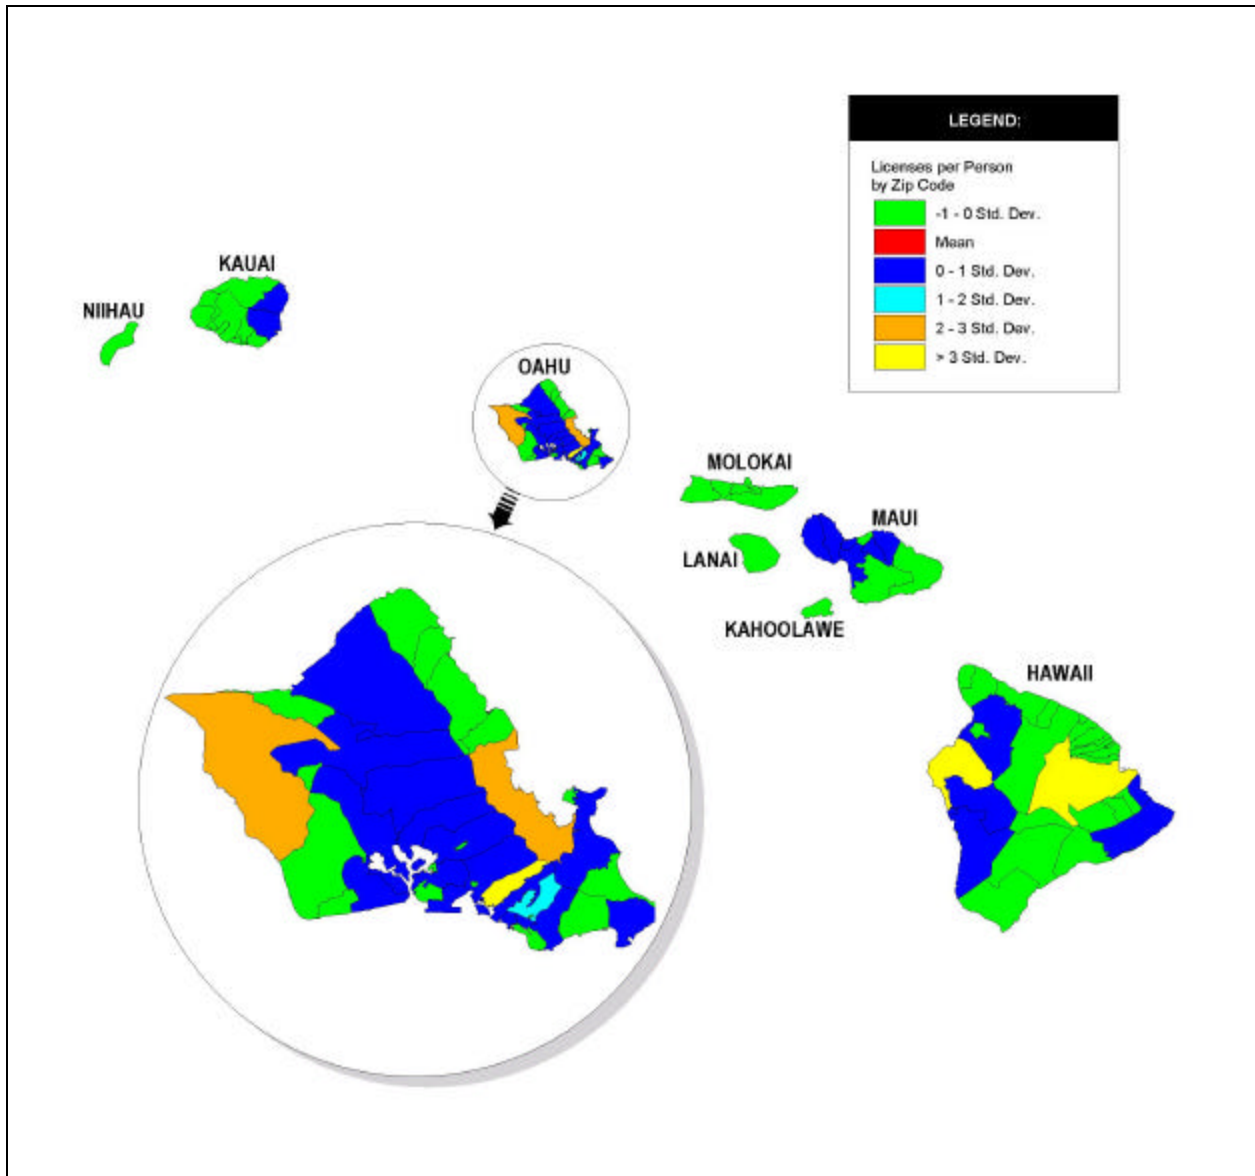 LEGEND:
Licenses per Person
by Zip Code
-1 - 0 Std. Dev.
Mean
0 - 1 Std. Dev.
1 - 2 Std. Dev.
2 - 3 Std. Dev.
> 3 Std. Dev.
KAUAI
NIIHAU
OAHU
MOLOKAI
MAUI
LANAI
KAHOOLAWE
HAWAII